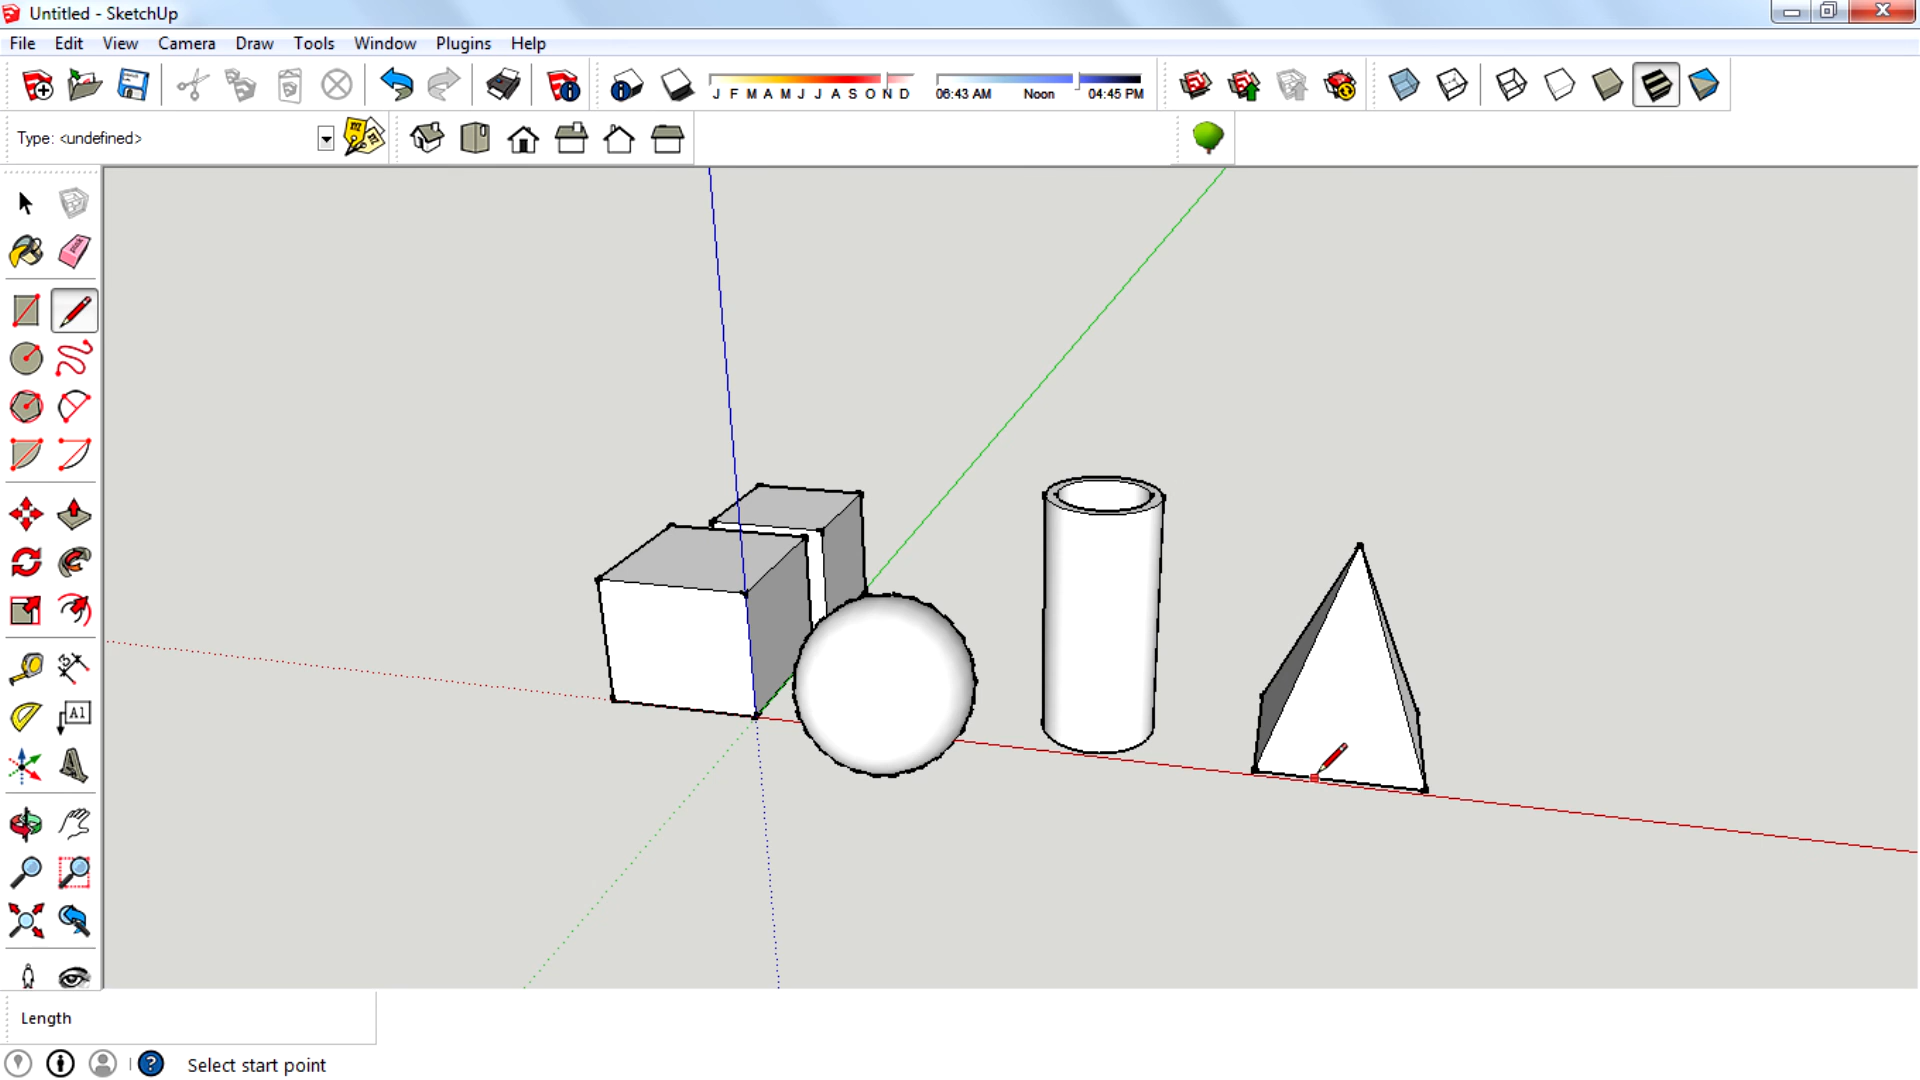 Untitled - SketchUp
File Edit View Camera Draw Tools Window Plugins Help
J F M A M J J A S O N D 06:43 AM Noon 04:45 PM
Type: <undefined>
A1
Length
Select start point